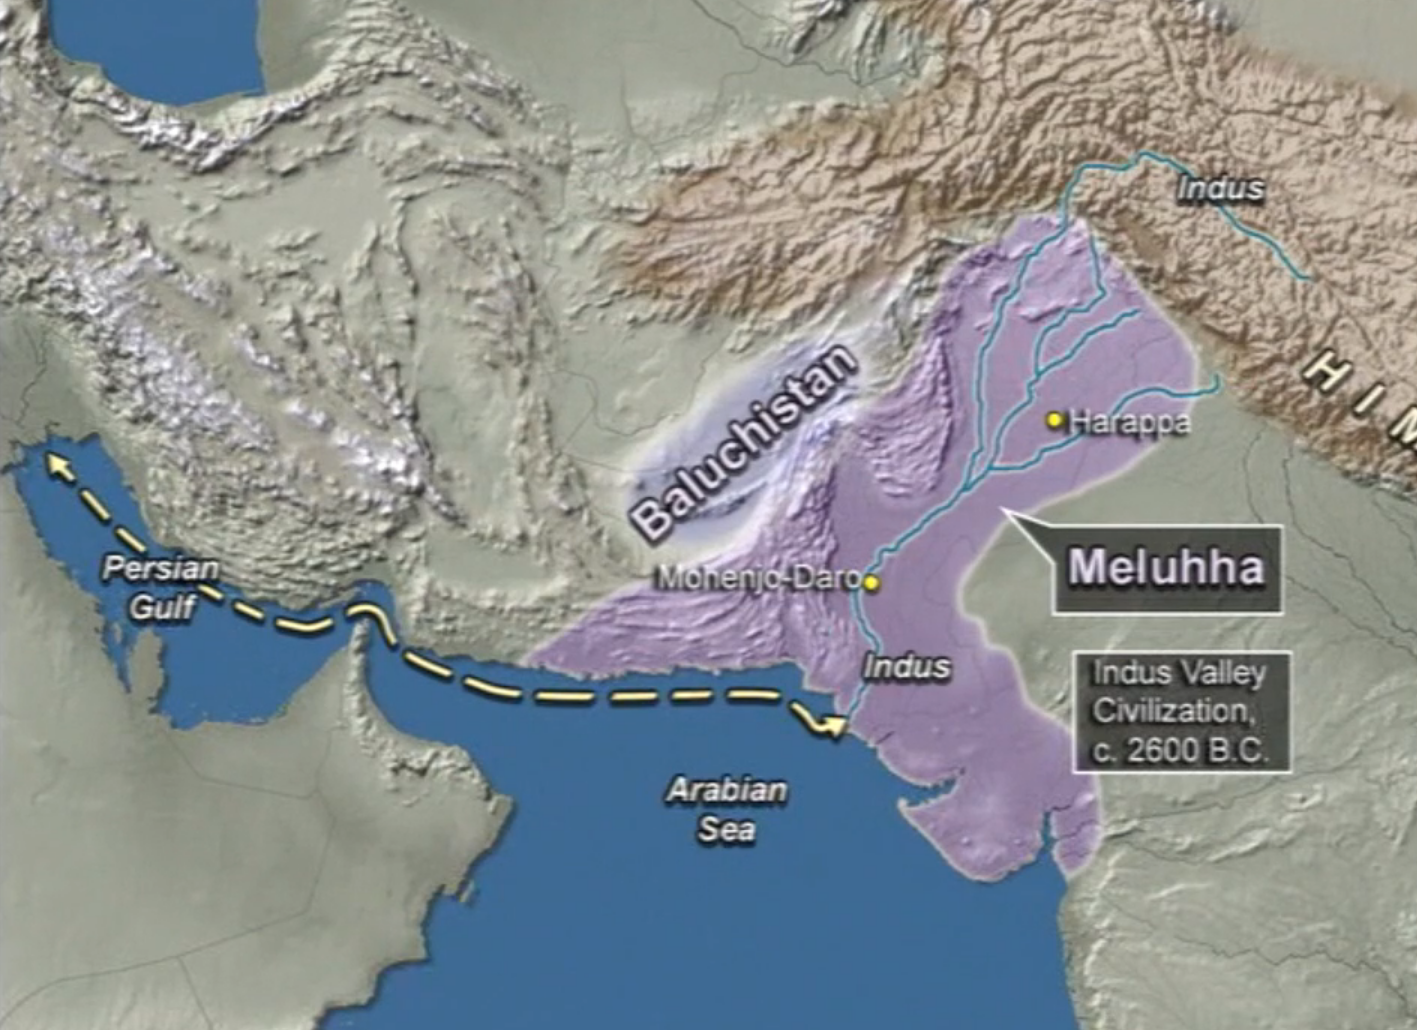 Indus
HIM
Baluchistan
Harappa
Meluhha
Mohenjo-Daro
Persian
Gulf
Indus
Indus Valley
Civilization,
c. 2600 B.C.
Arabian
Sea